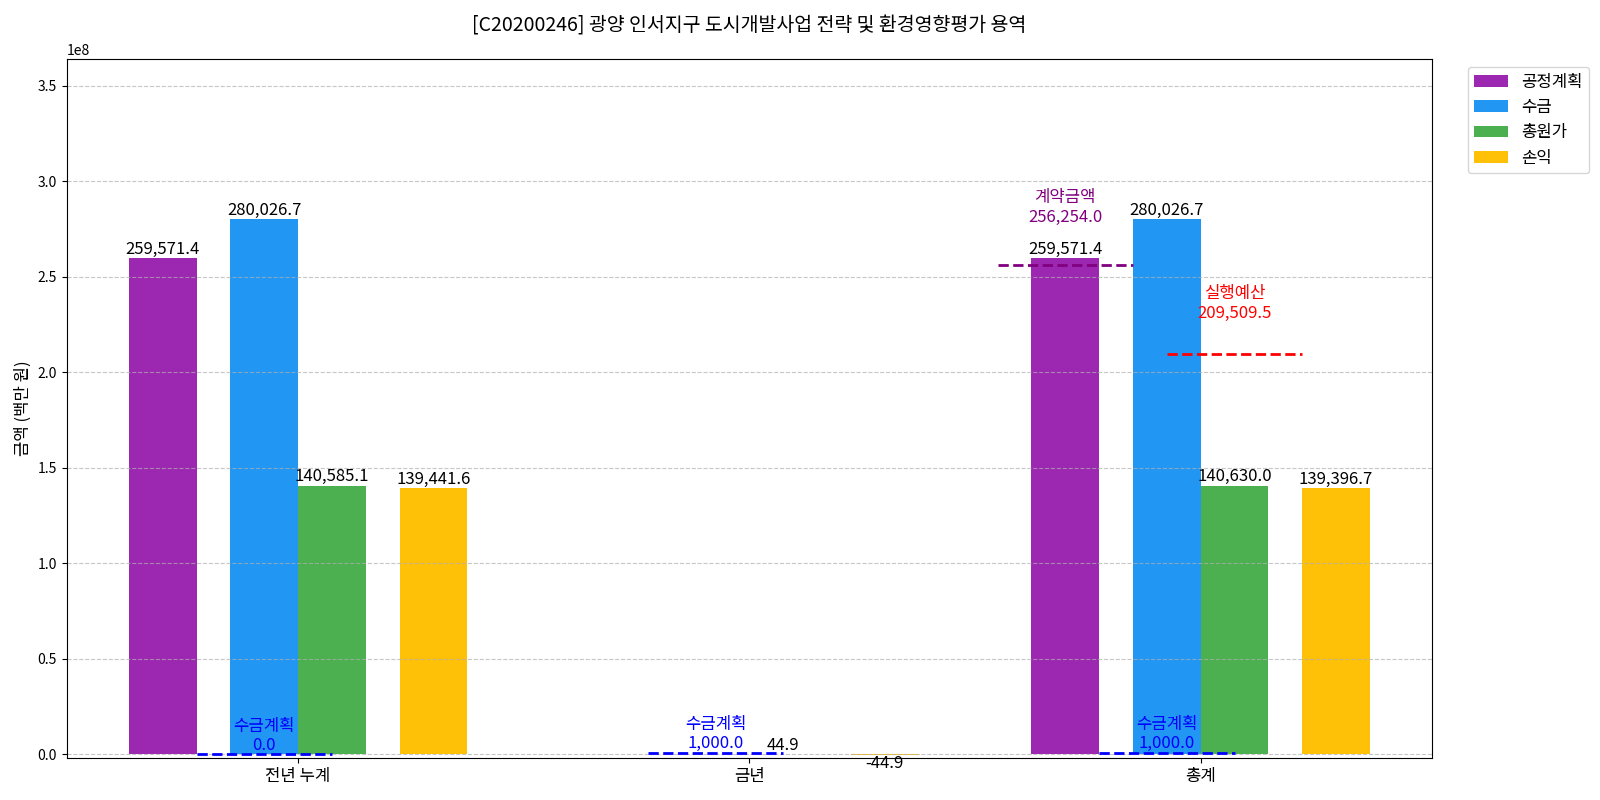 [C20200246] 광양 인서지구 도시개발사업 전략 및 환경영향평가 용역
1e8
3.5
3.0
2.5
2.0
1.5
1.0
0.5
0.0
금액 (백만 원)
259,571.4
280,026.7
140,585.1
139,441.6
수금계획
0.0
수금계획
1,000.0
44.9
-44.9
계약금액
256,254.0
259,571.4
280,026.7
실행예산
209,509.5
140,630.0
139,396.7
수금계획
1,000.0
전년 누계
금년
총계
공정계획
수금
총원가
손익